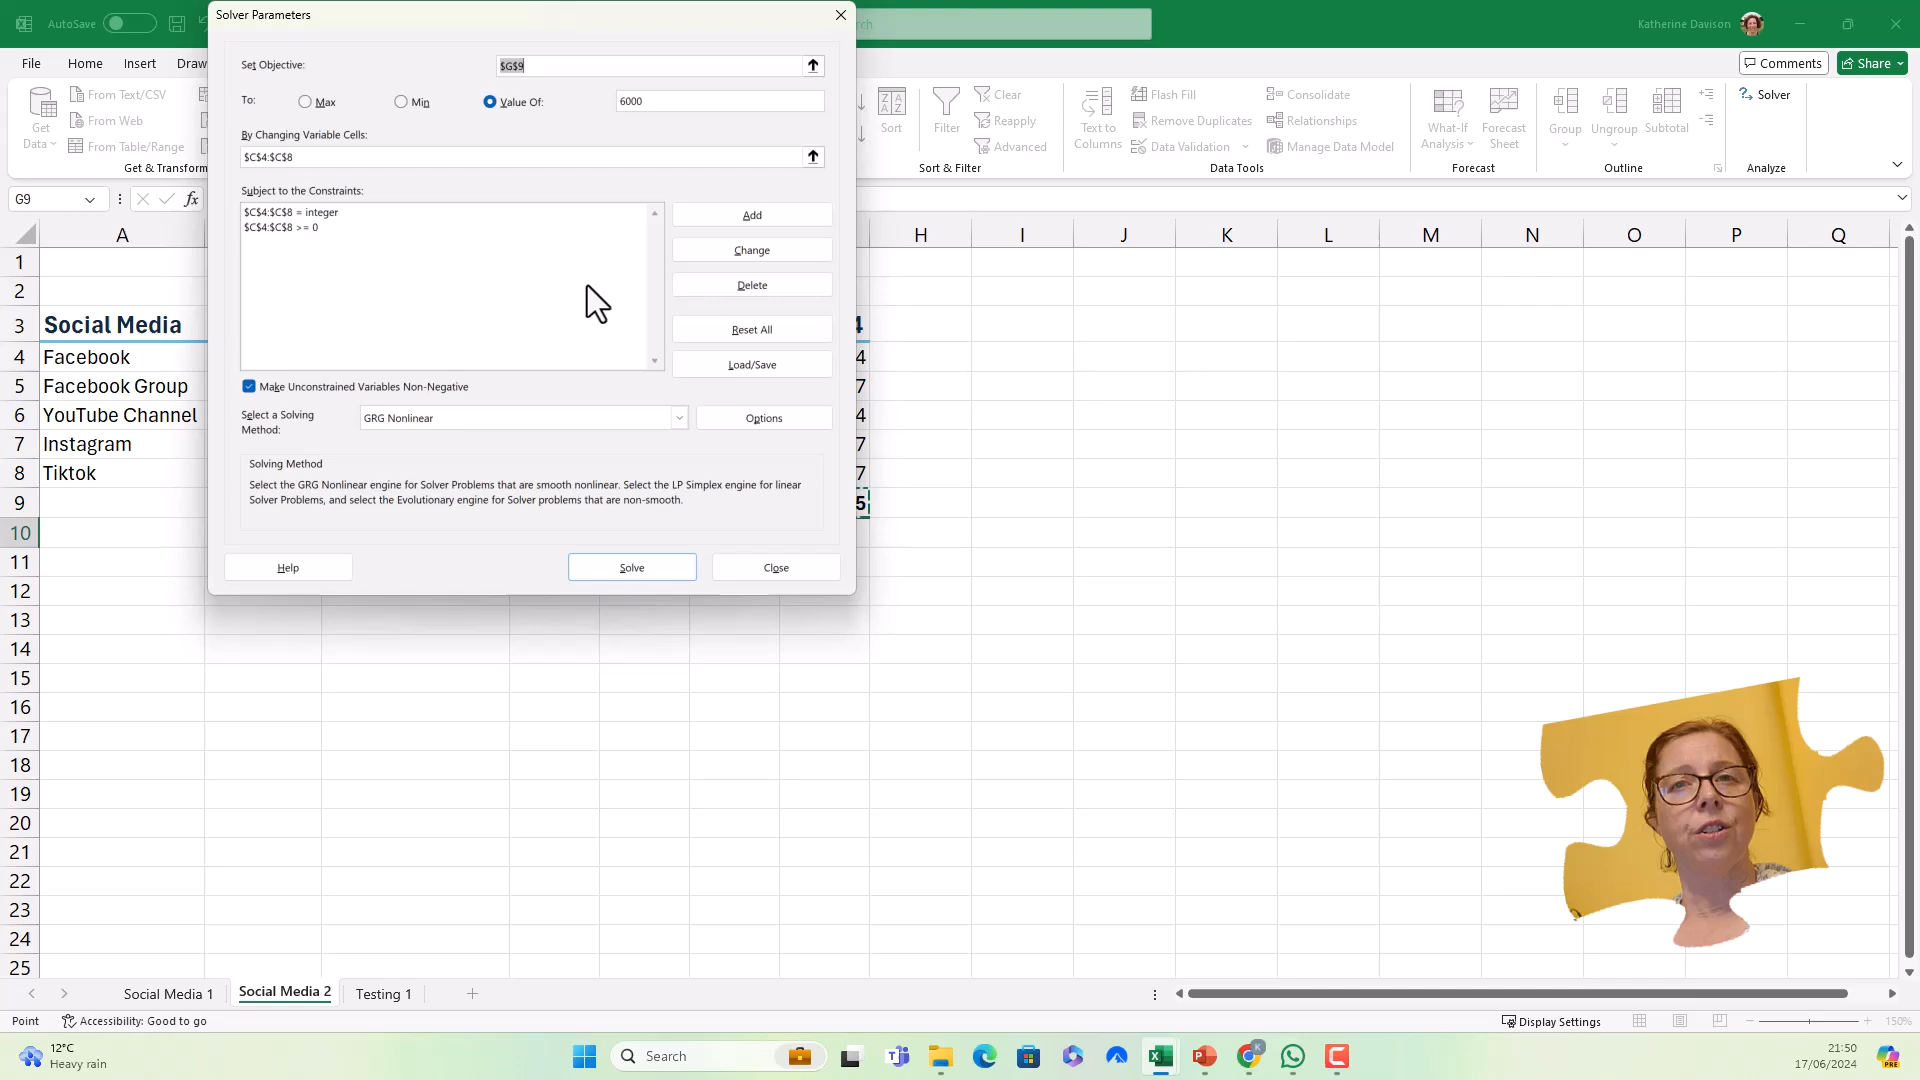 Solver Parameters
AutoSave
Katherine Davison
Set Objective:
$G$9
To:
Max
Min
Value Of:
6000
By Changing Variable Cells:
$C$4:$C$8
Subject to the Constraints:
$C$4:$C$8 = integer
$C$4:$C$8 >= 0
Add
Change
Delete
Reset All
Load/Save
Make Unconstrained Variables Non-Negative
Select a Solving
Method:
GRG Nonlinear
Options
Solving Method
Select the GRG Nonlinear engine for Solver Problems that are smooth nonlinear. Select the LP Simplex engine for linear
Solver Problems, and select the Evolutionary engine for Solver problems that are non-smooth.
Help
Solve
Close
File
Home
Insert
Draw
Comments
Share
Get
Data
From Text/CSV
From Web
From Table/Range
Get & Transform
Sort
Filter
Clear
Reapply
Advanced
Sort & Filter
Text to
Columns
Flash Fill
Remove Duplicates
Data Validation
Consolidate
Relationships
Manage Data Model
Data Tools
What-If
Analysis
Forecast
Sheet
Forecast
Group
Ungroup
Subtotal
Outline
Solver
Analyze
G9
fx
A H I J K L M N O P Q
1
2
3 Social Media 4
4 Facebook 4
5 Facebook Group 7
6 YouTube Channel 4
7 Instagram 7
8 Tiktok 7
9 5
10
11
12
13
14
15
16
17
18
19
20
21
22
23
24
25
Social Media 1
Social Media 2
Testing 1
Point
Accessibility: Good to go
Display Settings
150%
12°C
Heavy rain
Search
K
PRE
21:50
17/06/2024